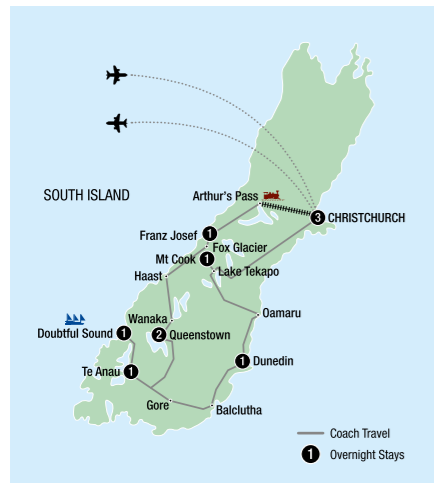 SOUTH ISLAND
Arthur's Pass
3 CHRISTCHURCH
Franz Josef 1
Fox Glacier
Mt Cook 1
Lake Tekapo
Haast
Oamaru
Wanaka
Doubtful Sound 1
2 Queenstown
1 Dunedin
Te Anau 1
Gore
Balclutha
Coach Travel
1 Overnight Stays